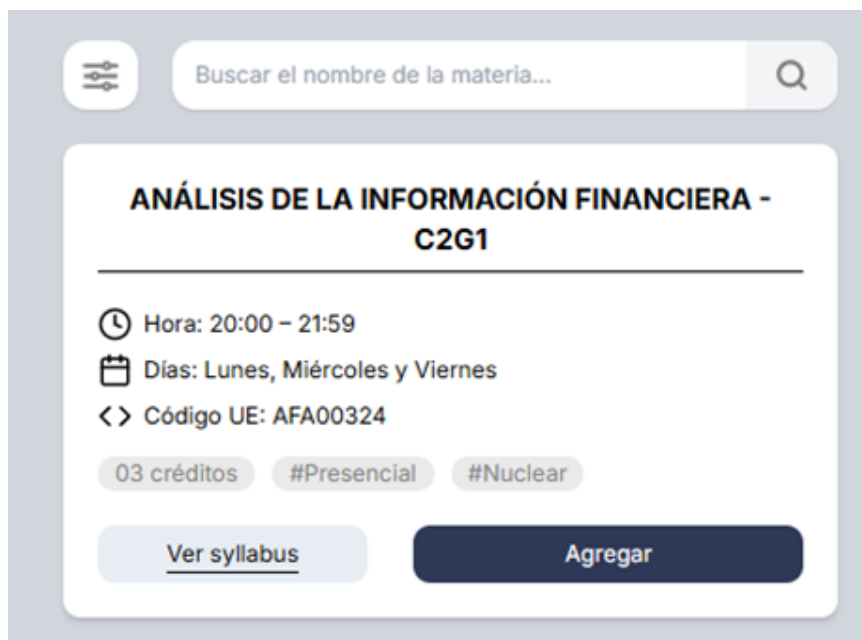 Buscar el nombre de la materia...
ANÁLISIS DE LA INFORMACIÓN FINANCIERA -
C2G1
Hora: 20:00 – 21:59
Días: Lunes, Miércoles y Viernes
Código UE: AFA00324
03 créditos #Presencial #Nuclear
Ver syllabus Agregar